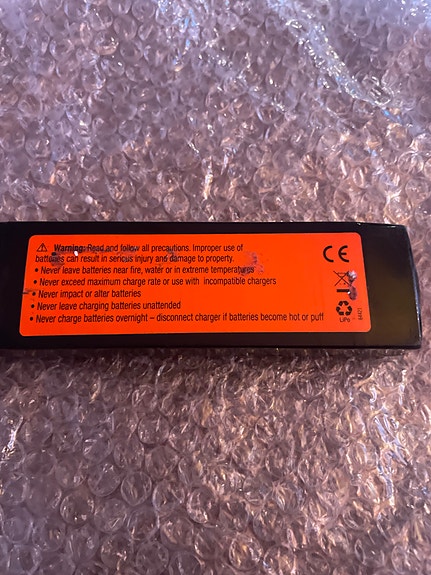 Warning: Read and follow all precautions. Improper use of
batteries can result in serious injury and damage to property.
• Never leave batteries near fire, water or in extreme temperatures
• Never exceed maximum charge rate or use with incompatible chargers
• Never impact or alter batteries
• Never leave charging batteries unattended
• Never charge batteries overnight – disconnect charger if batteries become hot or puff
CE
LiPo